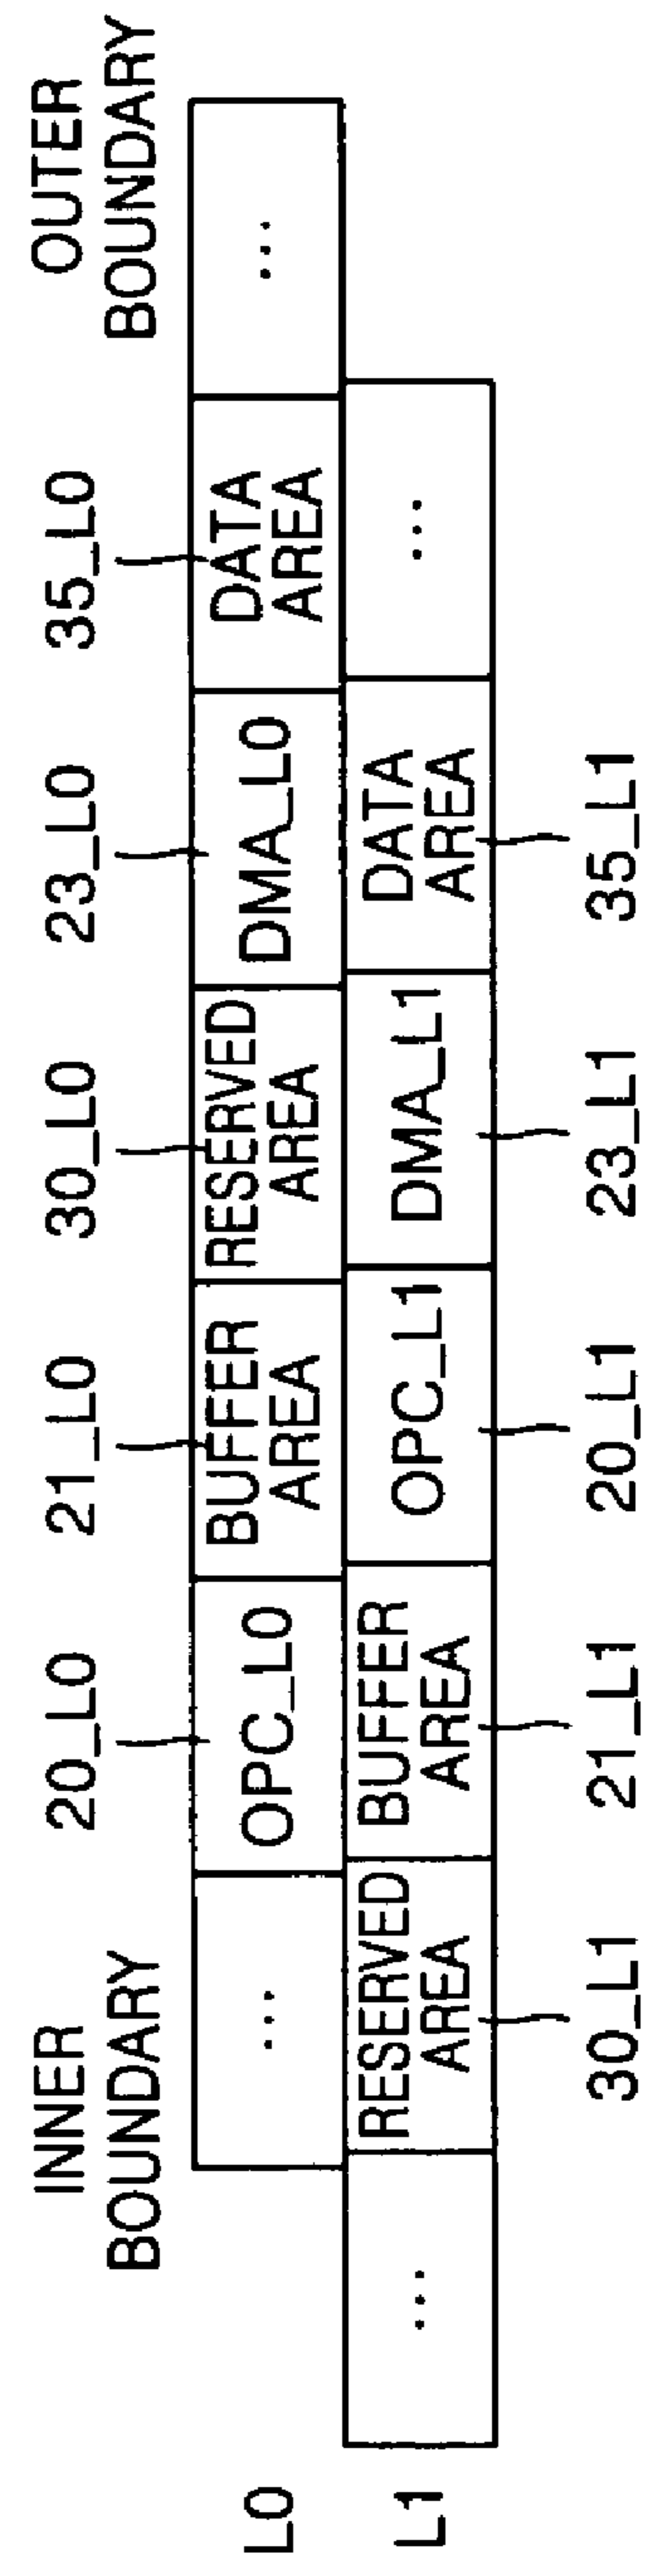 INNER
BOUNDARY
OUTER
BOUNDARY
20_L0
21_L0
30_L0
23_L0
35_L0
L0
...
OPC_L0
BUFFER
AREA
RESERVED
AREA
DMA_L0
DATA
AREA
...
L1
...
RESERVED
AREA
BUFFER
AREA
OPC_L1
DMA_L1
DATA
AREA
...
30_L1
21_L1
20_L1
23_L1
35_L1